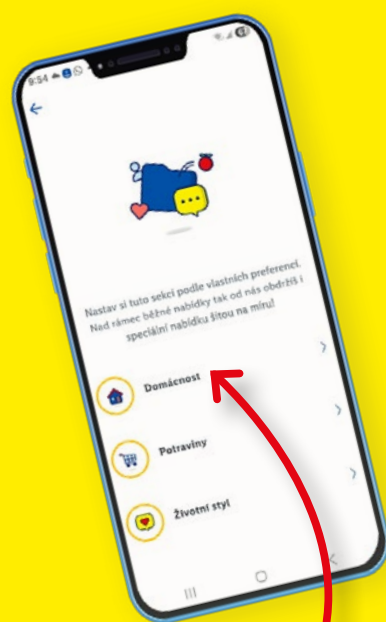 9:54
Nastav si tuto sekci podle vlastních preferencí.
Nad rámec běžné nabídky tak od nás obdržíš i
speciální nabídku šitou na míru!
Domácnost
Potraviny
Životní styl